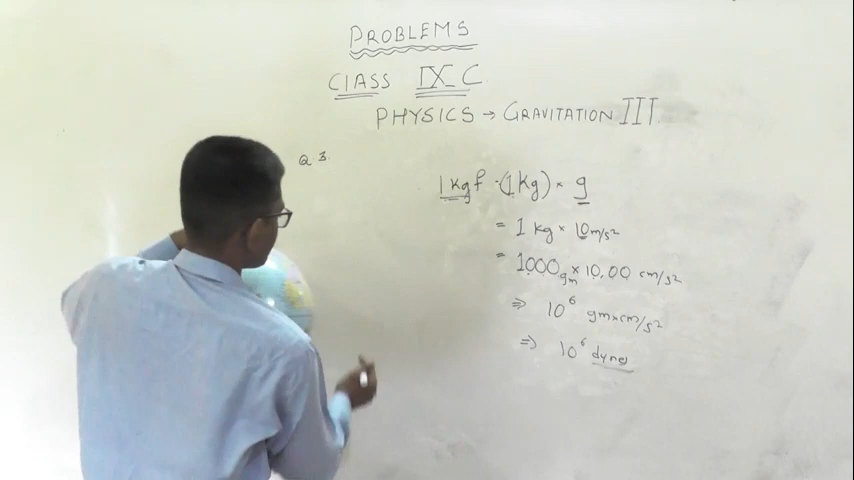 PROBLEMS
CLASS IX C
PHYSICS → GRAVITATION III
Q 3.
1 kgf = (1 kg) × g
= 1 kg × 10 m/s²
= 1000 gm × 10,00 cm/s²
⇒ 10⁶ gm×cm/s²
⇒ 10⁶ dynes